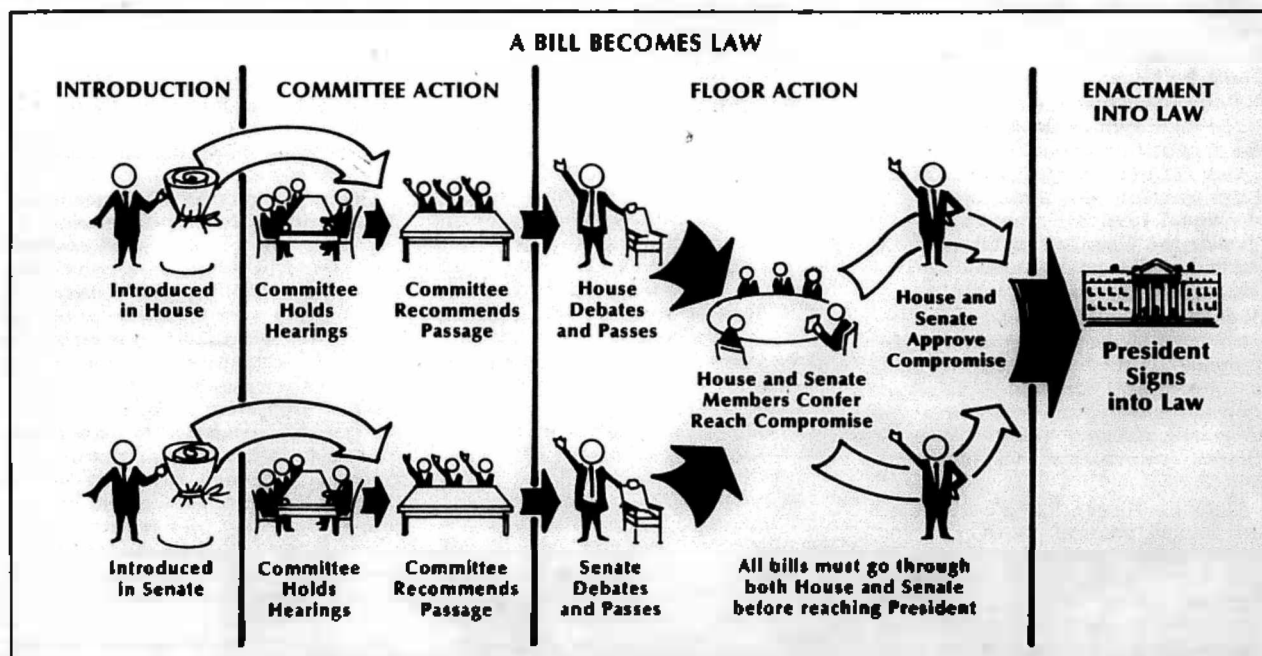 A BILL BECOMES LAW
INTRODUCTION
COMMITTEE ACTION
FLOOR ACTION
ENACTMENT
INTO LAW
Introduced
in House
Committee
Holds
Hearings
Committee
Recommends
Passage
House
Debates
and Passes
House and Senate
Members Confer
Reach Compromise
House and
Senate
Approve
Compromise
President
Signs
into Law
Introduced
in Senate
Committee
Holds
Hearings
Committee
Recommends
Passage
Senate
Debates
and Passes
All bills must go through
both House and Senate
before reaching President